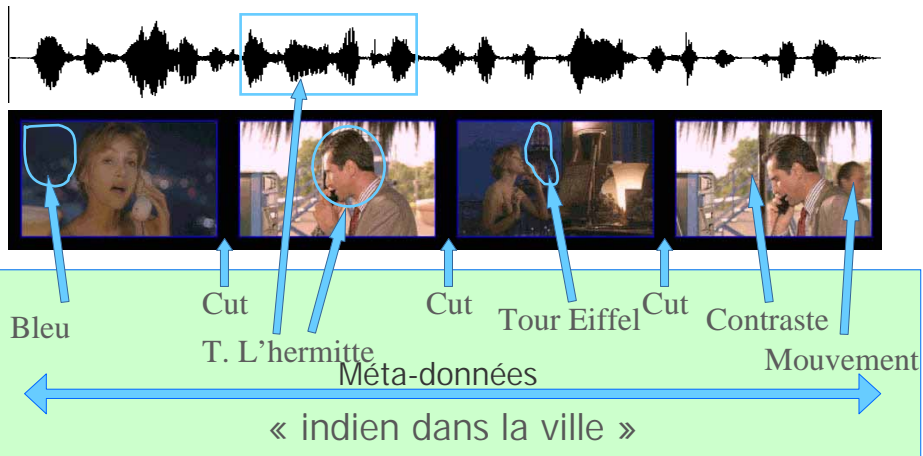 Bleu
Cut
Cut
Tour Eiffel
Cut
Contraste
T. L'hermitte
Mouvement
Méta-données
« indien dans la ville »